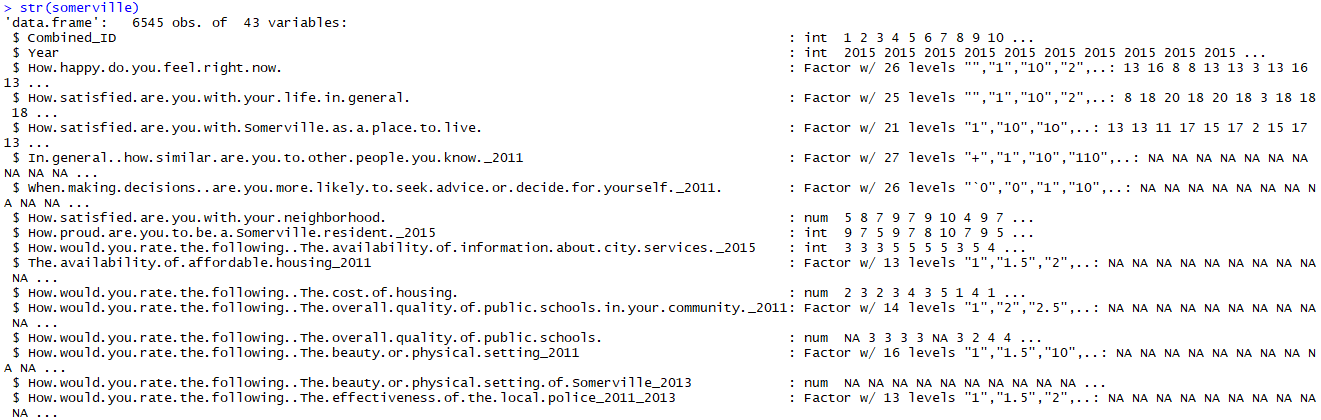 > str(somerville)
'data.frame':   6545 obs. of  43 variables:
 $ Combined_ID                                                                                    : int  1 2 3 4 5 6 7 8 9 10 ...
 $ Year                                                                                           : int  2015 2015 2015 2015 2015 2015 2015 2015 2015 2015 ...
 $ How.happy.do.you.feel.right.now.                                                               : Factor w/ 26 levels "","1","10","2",..: 13 16 8 8 13 13 3 13 16
13 ...
 $ How.satisfied.are.you.with.your.life.in.general.                                               : Factor w/ 25 levels "","1","10","2",..: 8 18 20 18 20 18 3 18 18
 18 ...
 $ How.satisfied.are.you.with.Somerville.as.a.place.to.live.                                      : Factor w/ 21 levels "1","10","1o",..: 13 13 11 17 15 17 2 15 17
13 ...
 $ In.general..how.similar.are.you.to.other.people.you.know._2011                                 : Factor w/ 27 levels "+","1","10","110",..: NA NA NA NA NA NA NA
NA NA NA ...
 $ When.making.decisions..are.you.more.likely.to.seek.advice.or.decide.for.yourself._2011.        : Factor w/ 26 levels "`0","0","1","10",..: NA NA NA NA NA NA NA N
A NA NA ...
 $ How.satisfied.are.you.with.your.neighborhood.                                                  : num  5 8 7 9 7 9 10 4 9 7 ...
 $ How.proud.are.you.to.be.a.Somerville.resident._2015                                            : int  9 7 5 9 7 8 10 7 9 5 ...
 $ How.would.you.rate.the.following..The.availability.of.information.about.city.services._2015    : int  3 3 3 5 5 5 5 3 5 4 ...
 $ The.availability.of.affordable.housing_2011                                                    : Factor w/ 13 levels "1","1.5","2",..: NA NA NA NA NA NA NA NA NA
NA ...
 $ How.would.you.rate.the.following..The.cost.of.housing.                                         : num  2 3 2 3 4 3 5 1 4 1 ...
 $ How.would.you.rate.the.following..The.overall.quality.of.public.schools.in.your.community._2011: Factor w/ 14 levels "1","2","2.5",..: NA NA NA NA NA NA NA NA NA
NA ...
 $ How.would.you.rate.the.following..The.overall.quality.of.public.schools.                       : num  NA 3 3 3 3 NA 3 2 4 4 ...
 $ How.would.you.rate.the.following..The.beauty.or.physical.setting_2011                          : Factor w/ 16 levels "1","1.5","10",..: NA NA NA NA NA NA NA NA N
A NA ...
 $ How.would.you.rate.the.following..The.beauty.or.physical.setting.of.Somerville_2013            : num  NA NA NA NA NA NA NA NA NA NA ...
 $ How.would.you.rate.the.following..The.effectiveness.of.the.local.police_2011_2013              : Factor w/ 13 levels "1","1.5","2",..: NA NA NA NA NA NA NA NA NA
NA ...